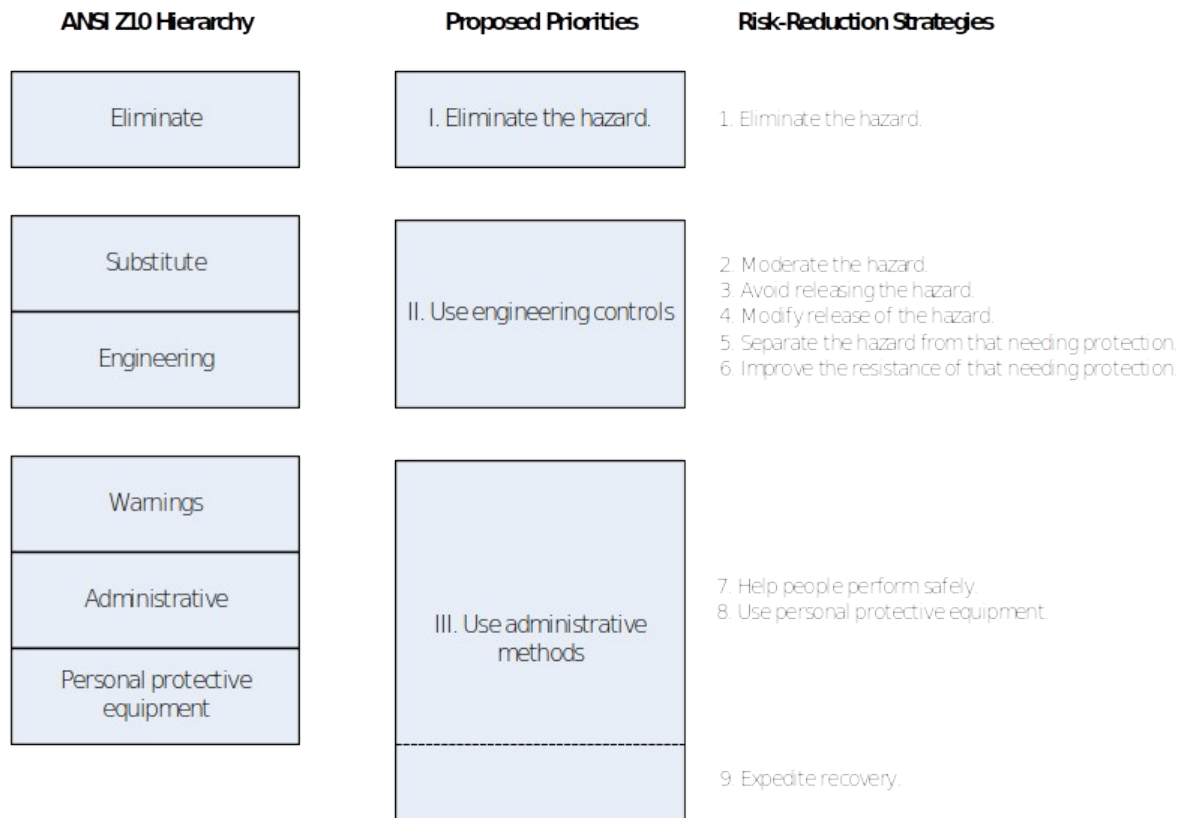 ANSI Z10 Hierarchy
Proposed Priorities
Risk-Reduction Strategies
Eliminate
I. Eliminate the hazard.
1. Eliminate the hazard.
Substitute
Engineering
II. Use engineering controls
2. Moderate the hazard.
3. Avoid releasing the hazard.
4. Modify release of the hazard.
5. Separate the hazard from that needing protection.
6. Improve the resistance of that needing protection.
Warnings
Administrative
Personal protective
equipment
III. Use administrative
methods
7. Help people perform safely.
8. Use personal protective equipment.
9. Expedite recovery.